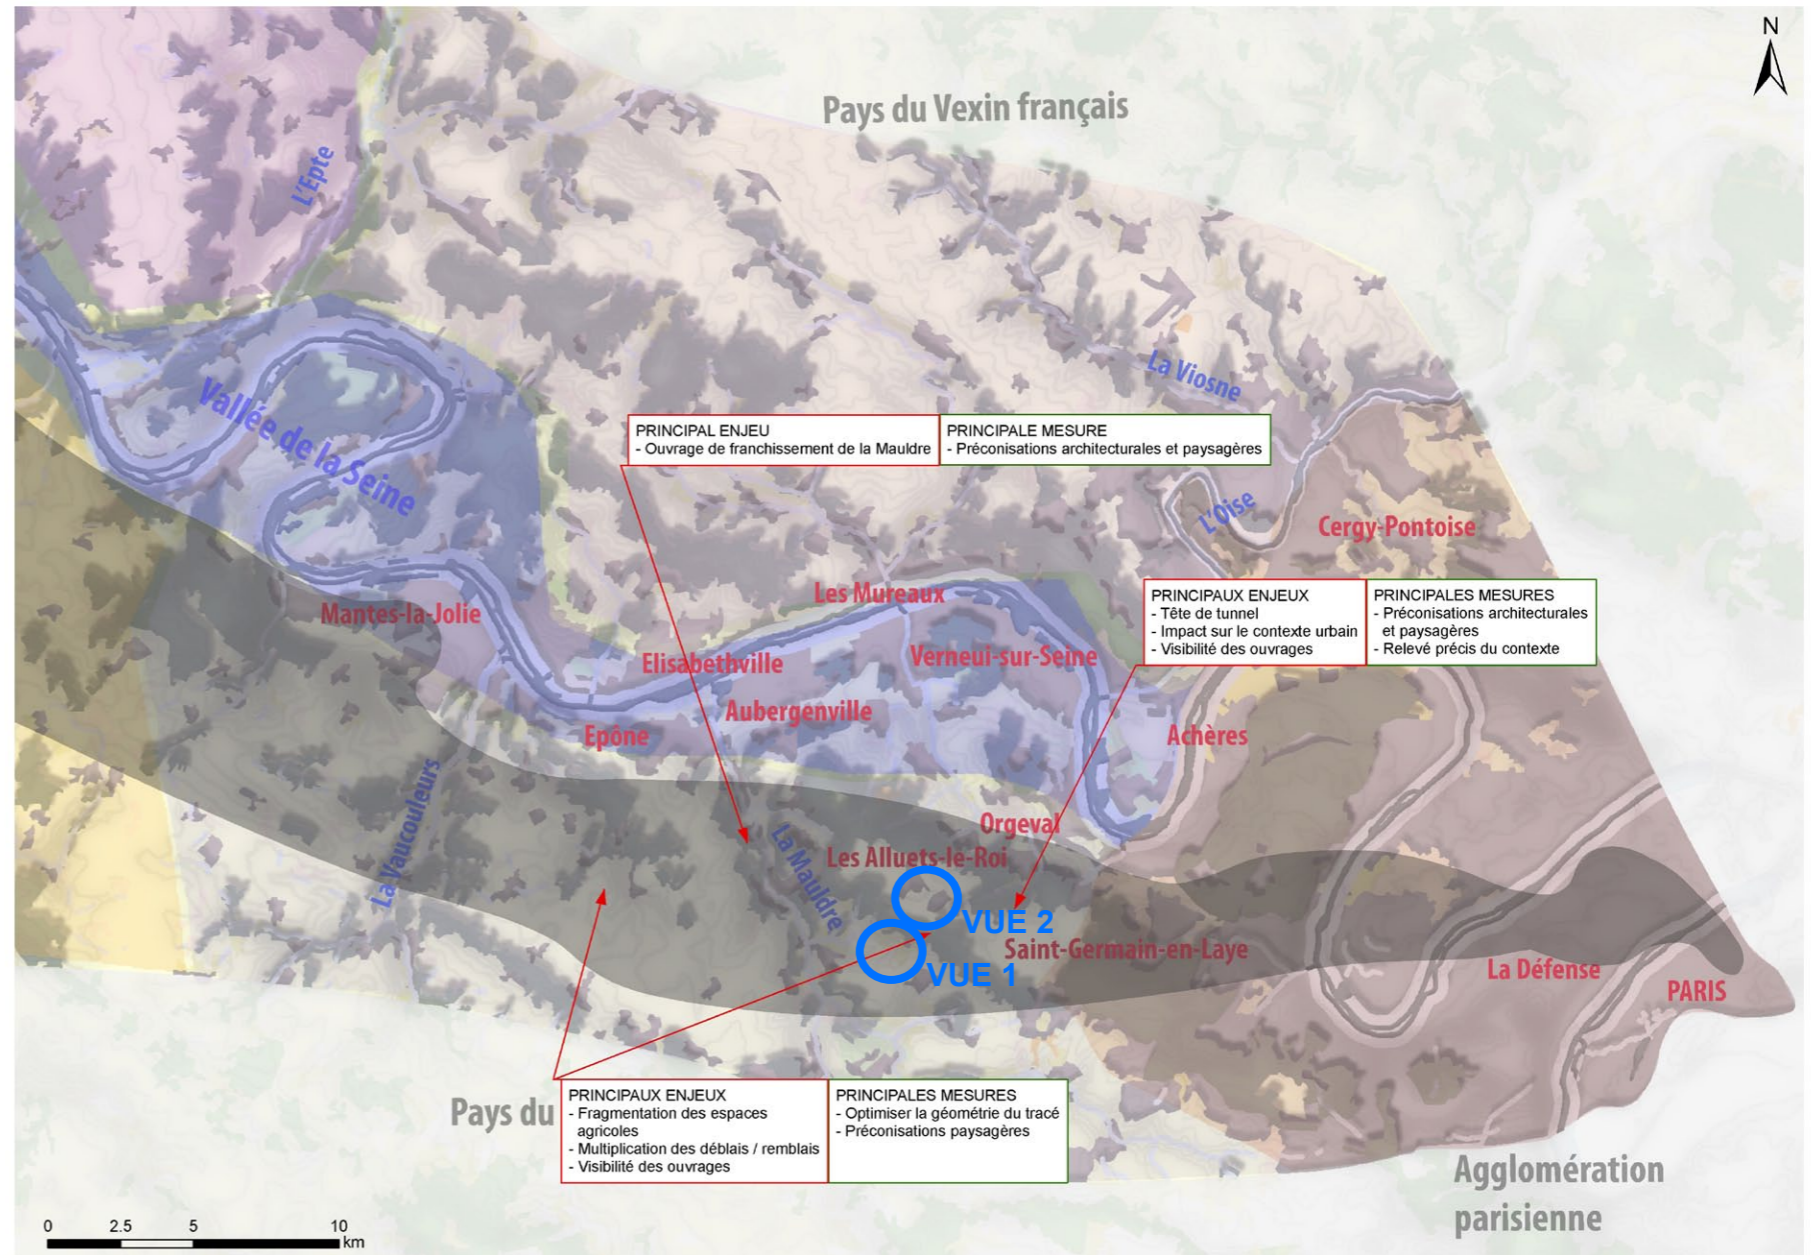 N
Pays du Vexin français
L'Epte
La Viosne
Vallée de la Seine
PRINCIPAL ENJEU
- Ouvrage de franchissement de la Mauldre
PRINCIPALE MESURE
- Préconisations architecturales et paysagères
L'Oise
Cergy-Pontoise
Mantes-la-Jolie
Les Mureaux
PRINCIPAUX ENJEUX
- Tête de tunnel
- Impact sur le contexte urbain
- Visibilité des ouvrages
PRINCIPALES MESURES
- Préconisations architecturales
et paysagères
- Relevé précis du contexte
Elisabethville
Verneui-sur-Seine
Aubergenville
Epône
Achères
La Vaucouleurs
La Mauldre
Orgeval
Les Alluets-le-Roi
VUE 2
VUE 1
Saint-Germain-en-Laye
La Défense
PARIS
Pays du
PRINCIPAUX ENJEUX
- Fragmentation des espaces
agricoles
- Multiplication des déblais / remblais
- Visibilité des ouvrages
PRINCIPALES MESURES
- Optimiser la géométrie du tracé
- Préconisations paysagères
Agglomération
parisienne
0 2.5 5 10
km